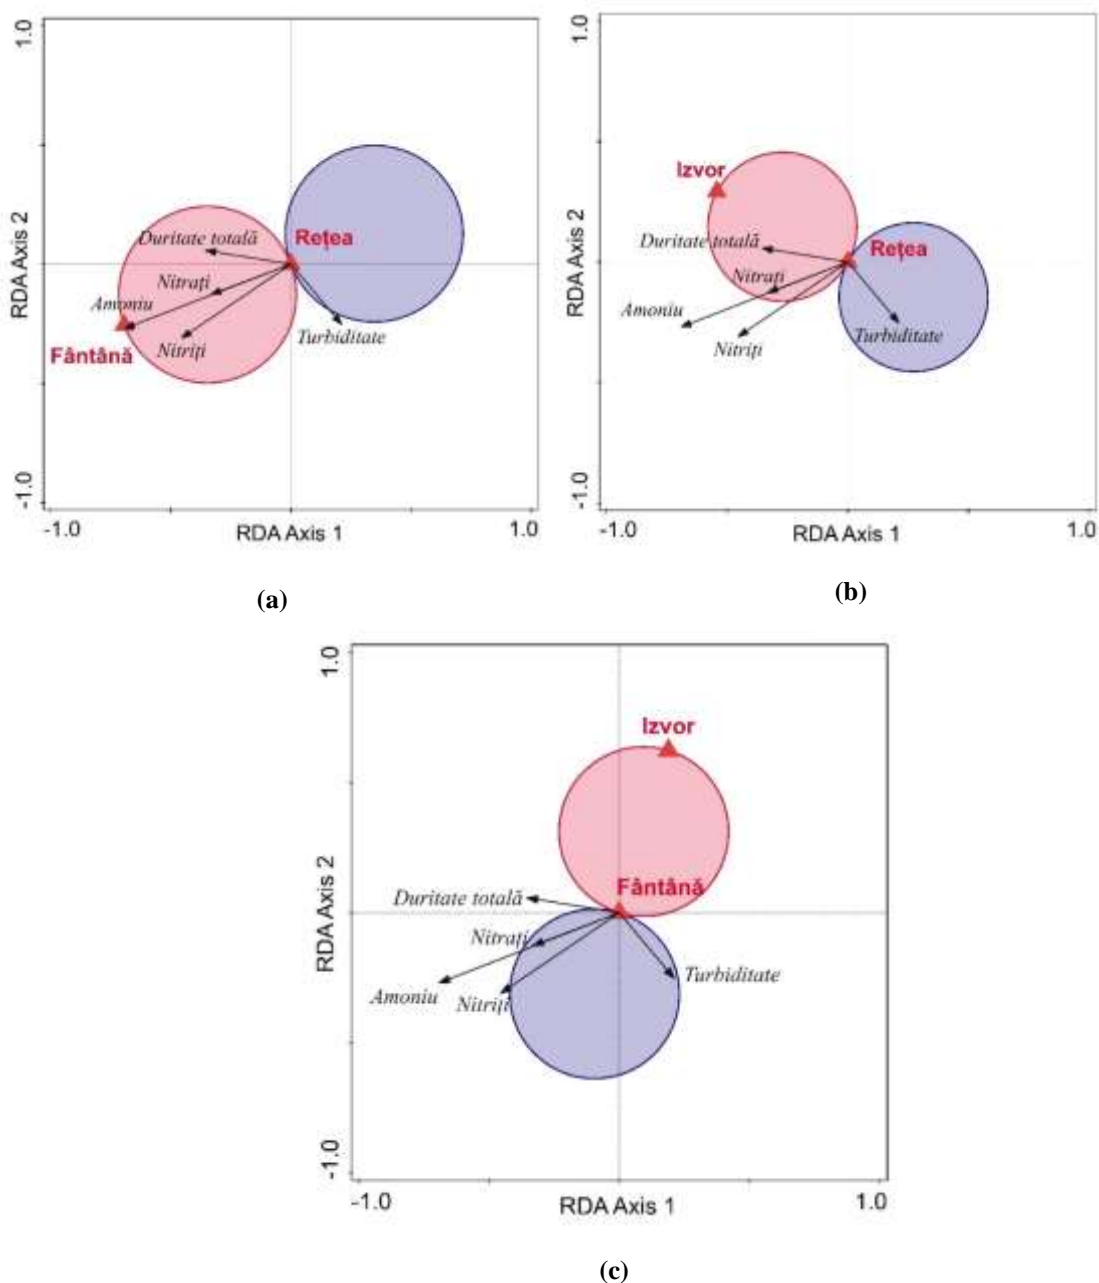 1.0
RDA Axis 2
-1.0
Duritate totală
Rețea
Nitrați
Amoniu
Fântână
Nitriți
Turbiditate
-1.0
RDA Axis 1
1.0
(a)
1.0
RDA Axis 2
-1.0
Izvor
Duritate totală
Rețea
Nitrați
Amoniu
Nitriți
Turbiditate
-1.0
RDA Axis 1
1.0
(b)
1.0
RDA Axis 2
-1.0
Izvor
Fântână
Duritate totală
Nitrați
Turbiditate
Amoniu
Nitriți
-1.0
RDA Axis 1
1.0
(c)